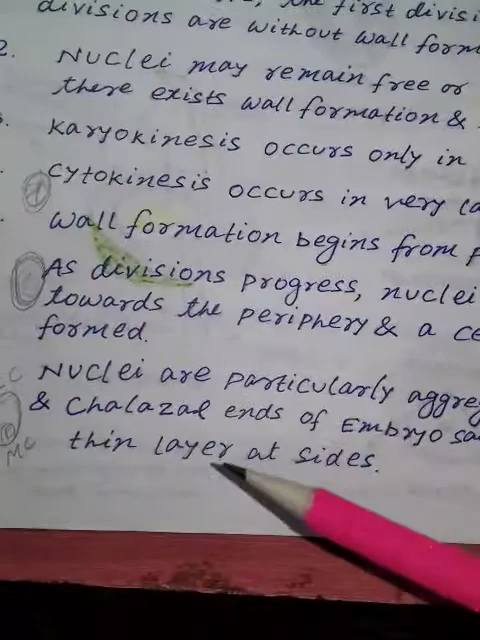 divisions are without wall form
2. Nuclei may remain free or
there exists wall formation &
karyokinesis occurs only in
cytokinesis occurs in very la
wall formation begins from p
As divisions progress, nuclei
towards the periphery & a ce
formed.
Nuclei are particularly aggre
& Chalazal ends of Embryo sa
thin layer at sides.